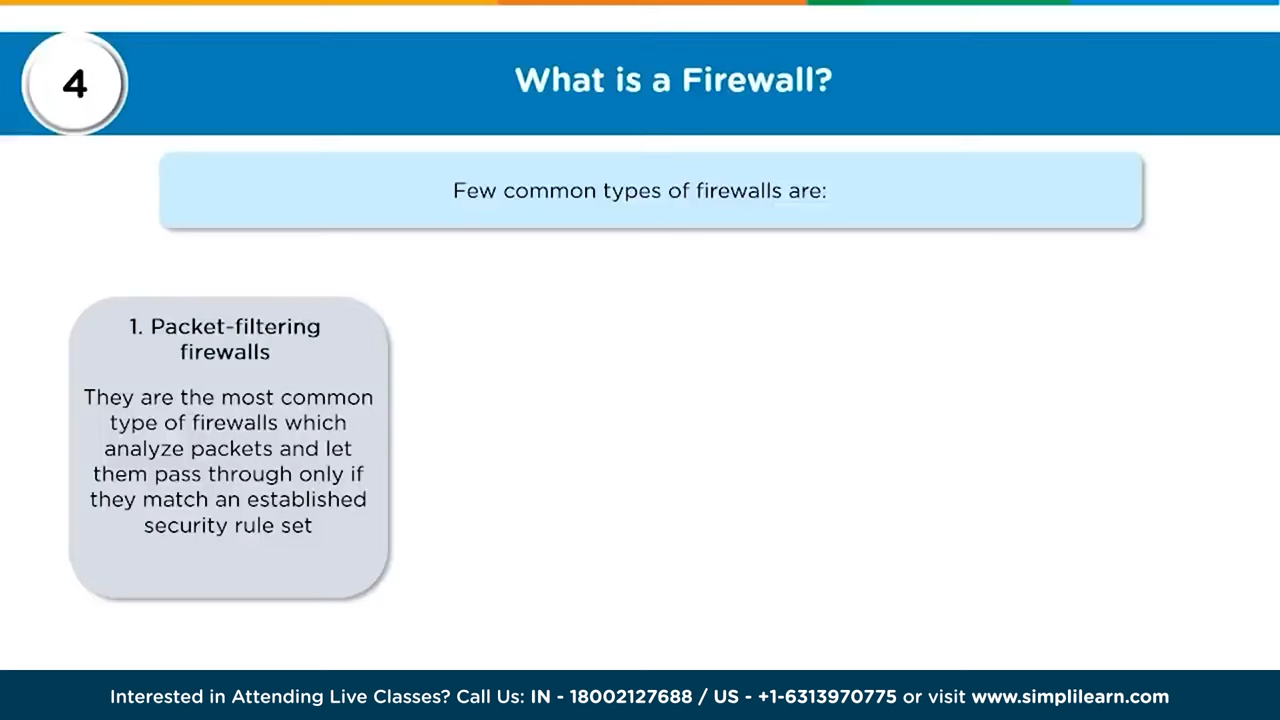 4
What is a Firewall?
Few common types of firewalls are:
1. Packet-filtering
firewalls
They are the most common
type of firewalls which
analyze packets and let
them pass through only if
they match an established
security rule set
Interested in Attending Live Classes? Call Us: IN - 18002127688 / US - +1-6313970775 or visit www.simplilearn.com